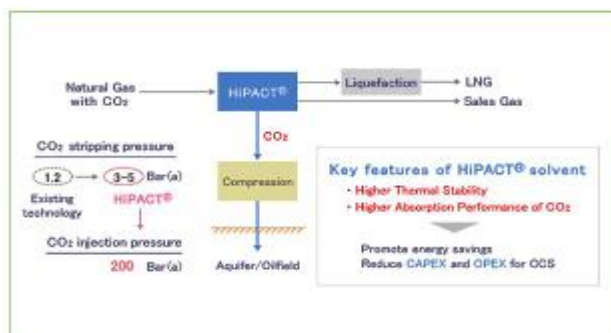 Natural Gas
with CO₂
HiPACT®
Liquefaction
LNG
Sales Gas
CO₂
Compression
Aquifer/Oilfield
CO₂ stripping pressure
1.2
3-5
Bar(a)
Existing
technology
HiPACT®
CO₂ injection pressure
200 Bar(a)
Key features of HiPACT® solvent
・Higher Thermal Stability
・Higher Absorption Performance of CO₂
Promote energy savings
Reduce CAPEX and OPEX for CCS